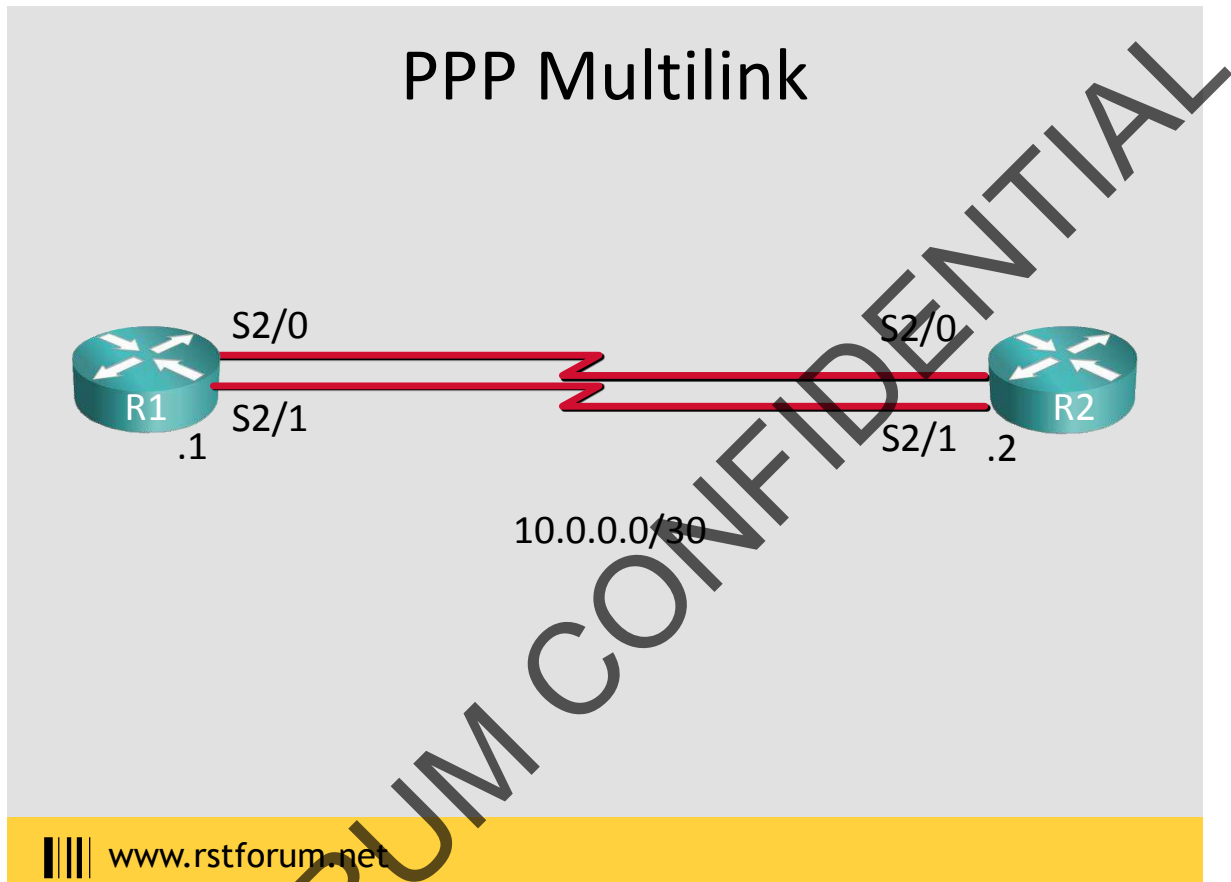 PPP Multilink
S2/0
S2/0
R1
R2
S2/1
S2/1
.1
.2
10.0.0.0/30
UM CONFIDENTIAL
www.rstforum.net